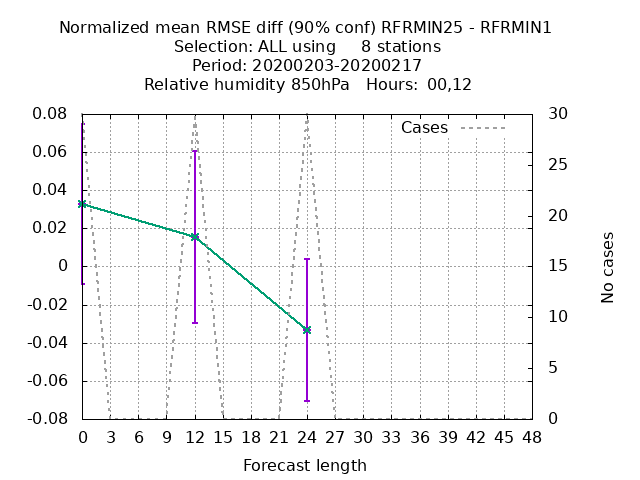 Normalized mean RMSE diff (90% conf) RFRMIN25 - RFRMIN1
Selection: ALL using     8 stations
Period: 20200203-20200217
Relative humidity 850hPa   Hours:  00,12
Cases
0.08
0.06
0.04
0.02
0
-0.02
-0.04
-0.06
-0.08
30
25
20
15
10
5
0
No cases
0 3 6 9 12 15 18 21 24 27 30 33 36 39 42 45 48
Forecast length